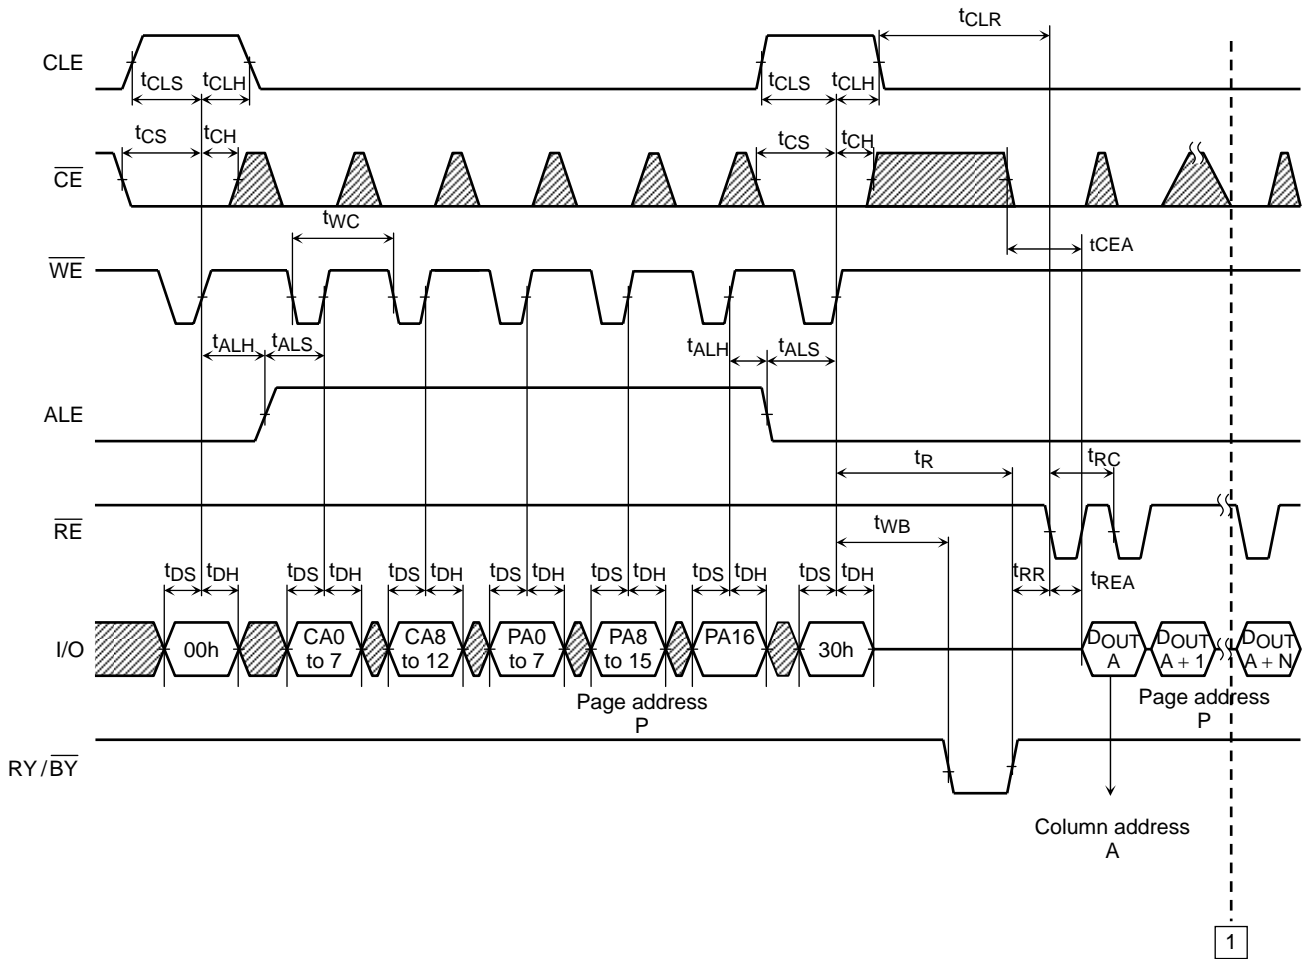 tCLR
CLE
tCLS tCLH tCLS tCLH
tCS tCH tCS tCH
CE
tWC tCEA
WE
tALH tALS tALH tALS
ALE
tR tRC
RE
tWB
tDS tDH tDS tDH tDS tDH tDS tDH tDS tDH tDS tDH tDS tDH tRR tREA
I/O
00h
CA0
to 7
CA8
to 12
PA0
to 7
PA8
to 15
PA16
30h
DOUT
A
DOUT
A + 1
DOUT
A + N
Page address
P
Page address
P
RY/BY
Column address
A
1